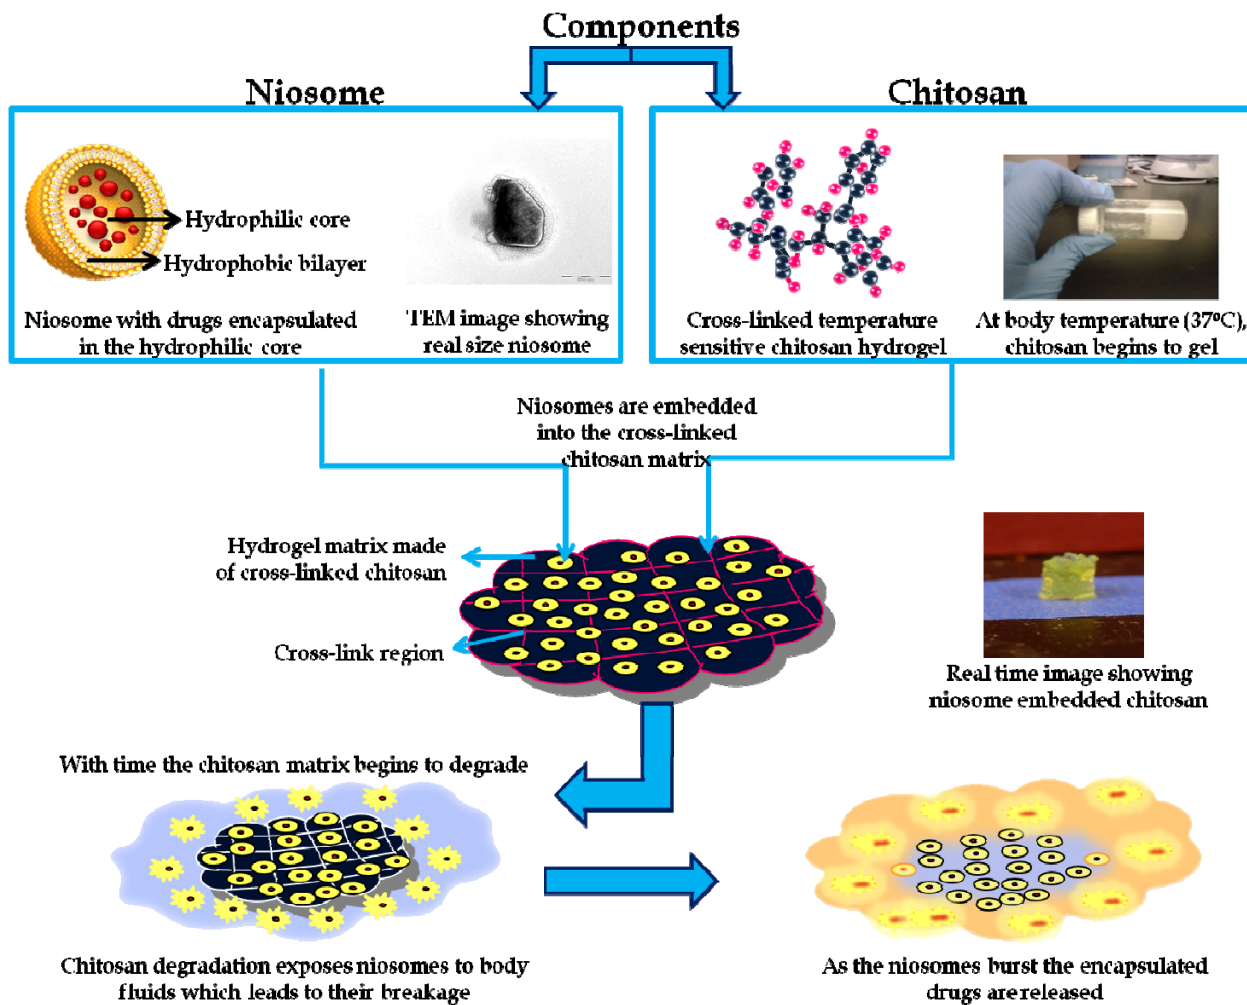 Components
Niosome
Chitosan
Hydrophilic core
Hydrophobic bilayer
Niosome with drugs encapsulated
in the hydrophilic core
TEM image showing
real size niosome
Cross-linked temperature
sensitive chitosan hydrogel
At body temperature (37ºC),
chitosan begins to gel
Niosomes are embedded
into the cross-linked
chitosan matrix
Hydrogel matrix made
of cross-linked chitosan
Cross-link region
Real time image showing
niosome embedded chitosan
With time the chitosan matrix begins to degrade
Chitosan degradation exposes niosomes to body
fluids which leads to their breakage
As the niosomes burst the encapsulated
drugs are released